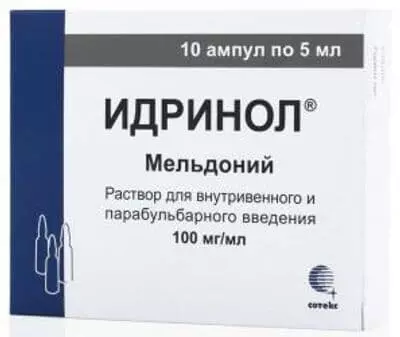 10 ампул по 5 мл
ИДРИНОЛ®
Мельдоний
Раствор для внутривенного и
парабульбарного введения
100 мг/мл
сотекс